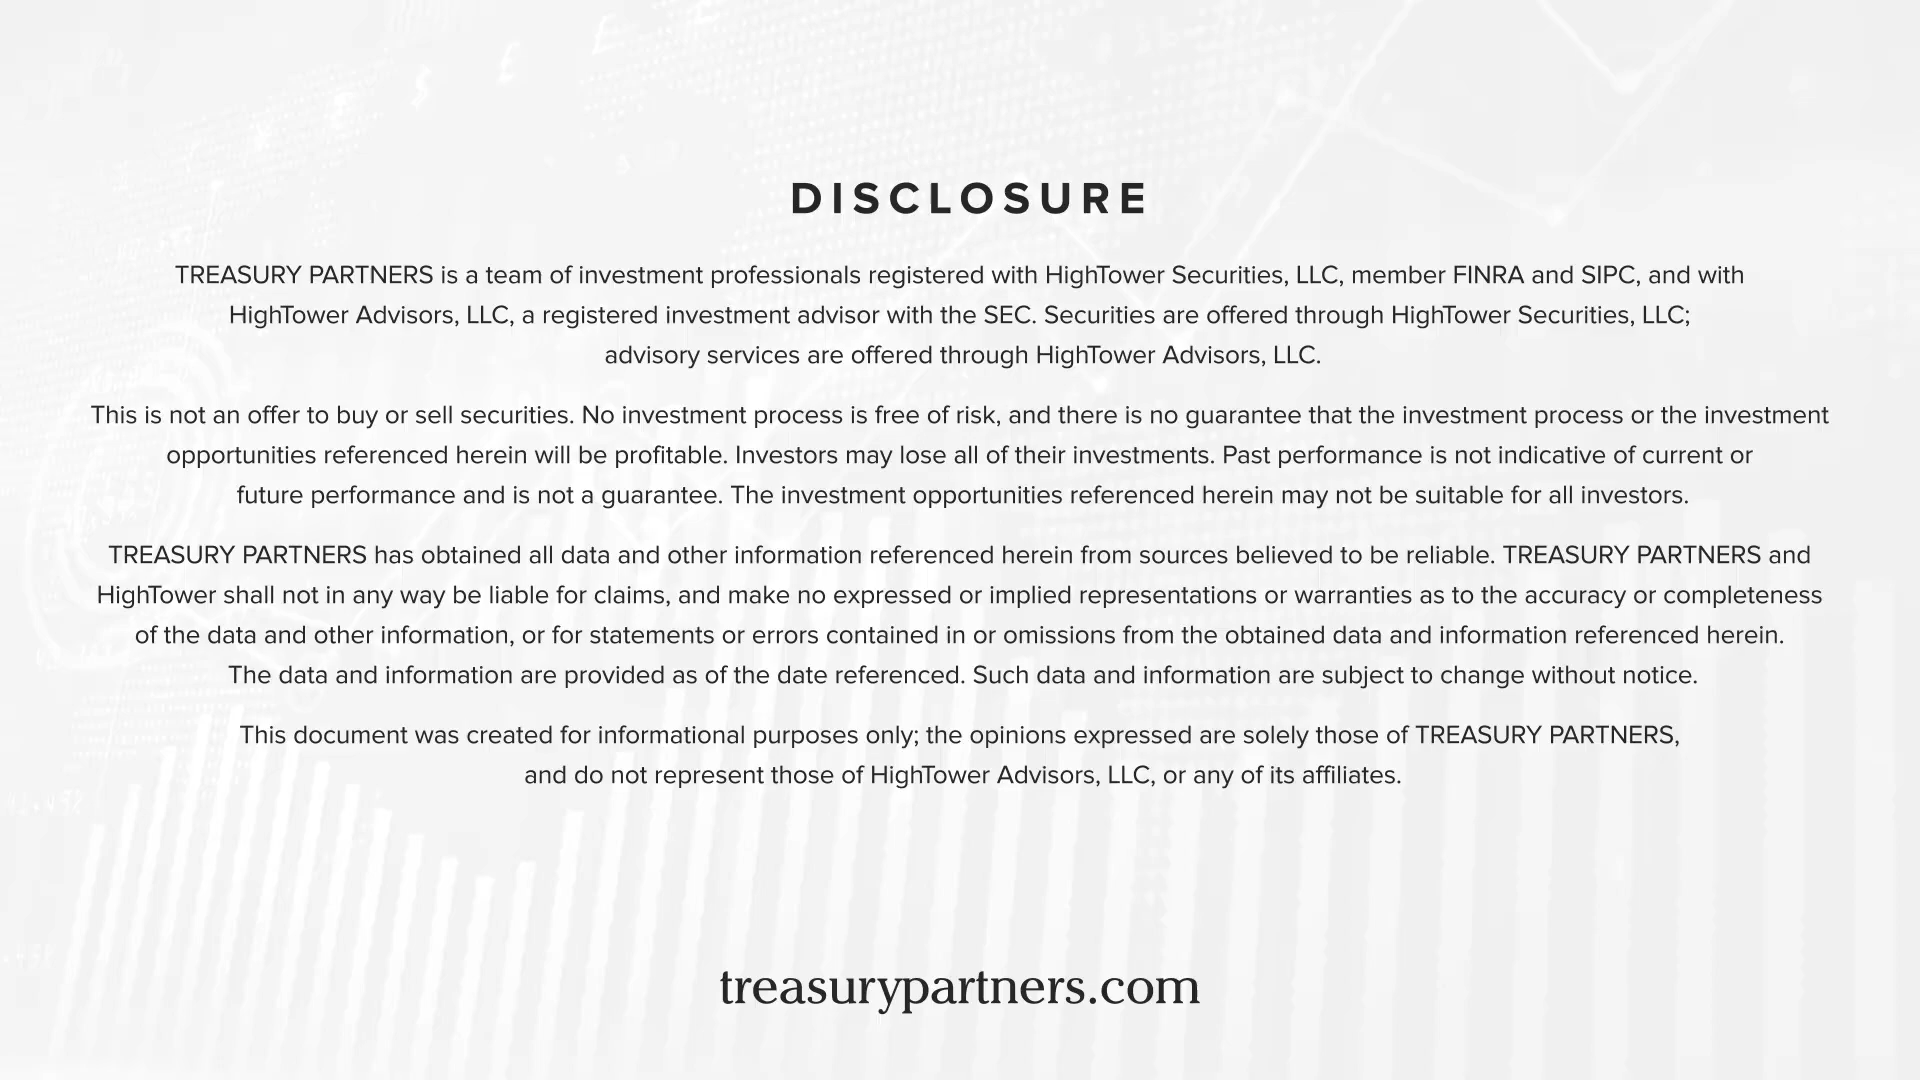 DISCLOSURE
TREASURY PARTNERS is a team of investment professionals registered with HighTower Securities, LLC, member FINRA and SIPC, and with
HighTower Advisors, LLC, a registered investment advisor with the SEC. Securities are offered through HighTower Securities, LLC;
advisory services are offered through HighTower Advisors, LLC.
This is not an offer to buy or sell securities. No investment process is free of risk, and there is no guarantee that the investment process or the investment
opportunities referenced herein will be profitable. Investors may lose all of their investments. Past performance is not indicative of current or
future performance and is not a guarantee. The investment opportunities referenced herein may not be suitable for all investors.
TREASURY PARTNERS has obtained all data and other information referenced herein from sources believed to be reliable. TREASURY PARTNERS and
HighTower shall not in any way be liable for claims, and make no expressed or implied representations or warranties as to the accuracy or completeness
of the data and other information, or for statements or errors contained in or omissions from the obtained data and information referenced herein.
The data and information are provided as of the date referenced. Such data and information are subject to change without notice.
This document was created for informational purposes only; the opinions expressed are solely those of TREASURY PARTNERS,
and do not represent those of HighTower Advisors, LLC, or any of its affiliates.
treasurypartners.com